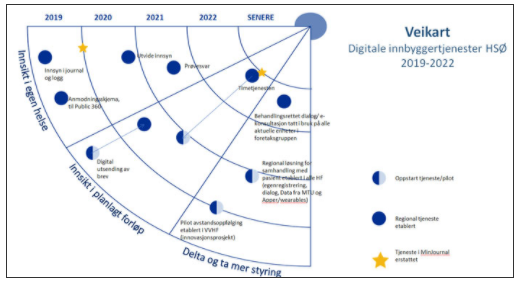 2019
2020
2021
2022
SENERE
Veikart
Digitale innbyggertjenester HSØ
2019-2022
Innsikt i egen helse
Innsyn i journal
og logg
Utvide innsyn
Prøvesvar
Timetjenesten
Anmodningsskjema,
til Public 360
Behandlingsrettet dialog/ e-
konsultasjon tatt i bruk på alle
aktuelle enheter i
foretaksgruppen
Innsikt i planlagt forløp
Digital
utsending av
brev
Regional løsning for
samhandling med
pasient etablert i alle HF
(egenregistrering,
dialog, Data fra MTU og
Apper/wearables)
Pilot avstandsoppfølging
etablert i VVHF
(innovasjonsprosjekt)
Delta og ta mer styring
Oppstart tjeneste/pilot
Regional tjeneste
etablert
Tjeneste i MinJournal
erstattet